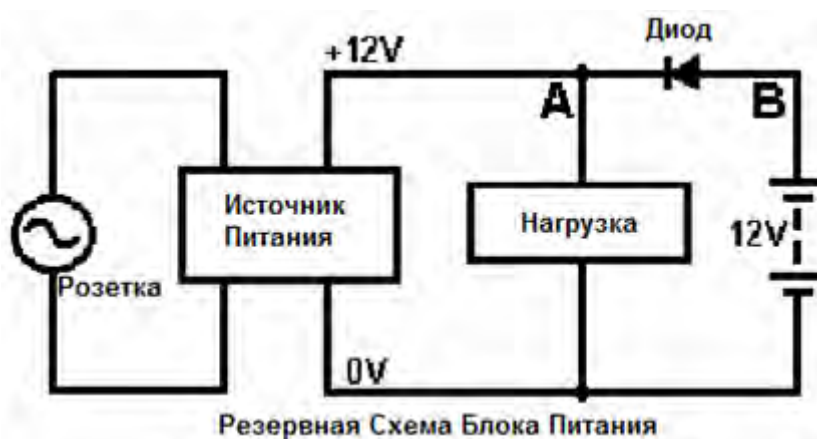 Диод
+12V
A
B
Источник
Питания
Нагрузка
12V
Розетка
0V
Резервная Схема Блока Питания